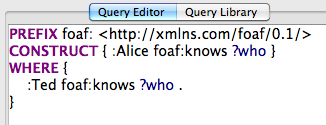 Query Editor Query Library
PREFIX foaf: <http://xmlns.com/foaf/0.1/>
CONSTRUCT { :Alice foaf:knows ?who }
WHERE {
:Ted foaf:knows ?who .
}